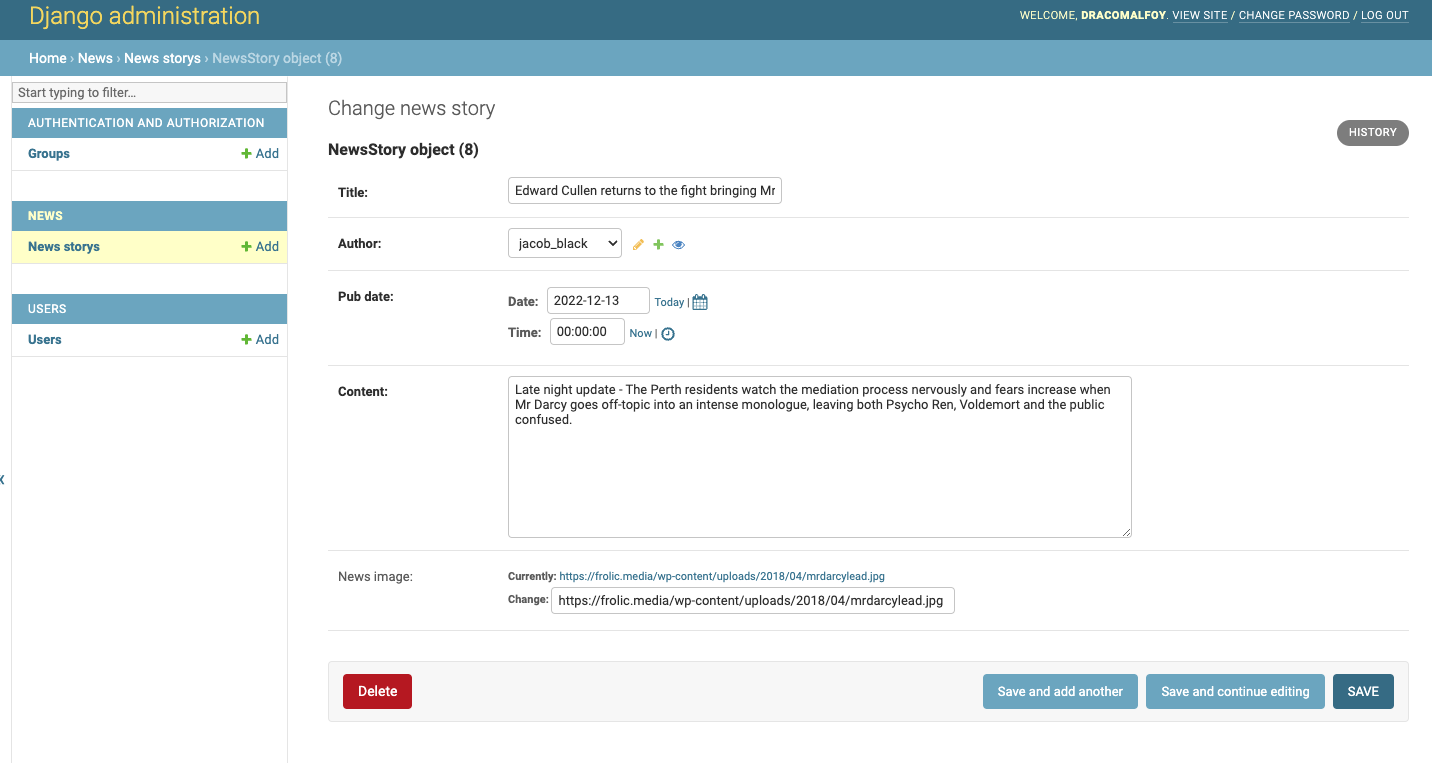 Django administration
WELCOME, DRACOMALFOY. VIEW SITE / CHANGE PASSWORD / LOG OUT
Home › News › News storys › NewsStory object (8)
Start typing to filter...
AUTHENTICATION AND AUTHORIZATION
Groups
Add
NEWS
News storys
Add
USERS
Users
Add
Change news story
HISTORY
NewsStory object (8)
Title:
Edward Cullen returns to the fight bringing Mr
Author:
jacob_black
Pub date:
Date: 2022-12-13 Today |
Time: 00:00:00 Now |
Content:
Late night update - The Perth residents watch the mediation process nervously and fears increase when
Mr Darcy goes off-topic into an intense monologue, leaving both Psycho Ren, Voldemort and the public
confused.
News image:
Currently: https://frolic.media/wp-content/uploads/2018/04/mrdarcylead.jpg
Change: https://frolic.media/wp-content/uploads/2018/04/mrdarcylead.jpg
Delete
Save and add another
Save and continue editing
SAVE